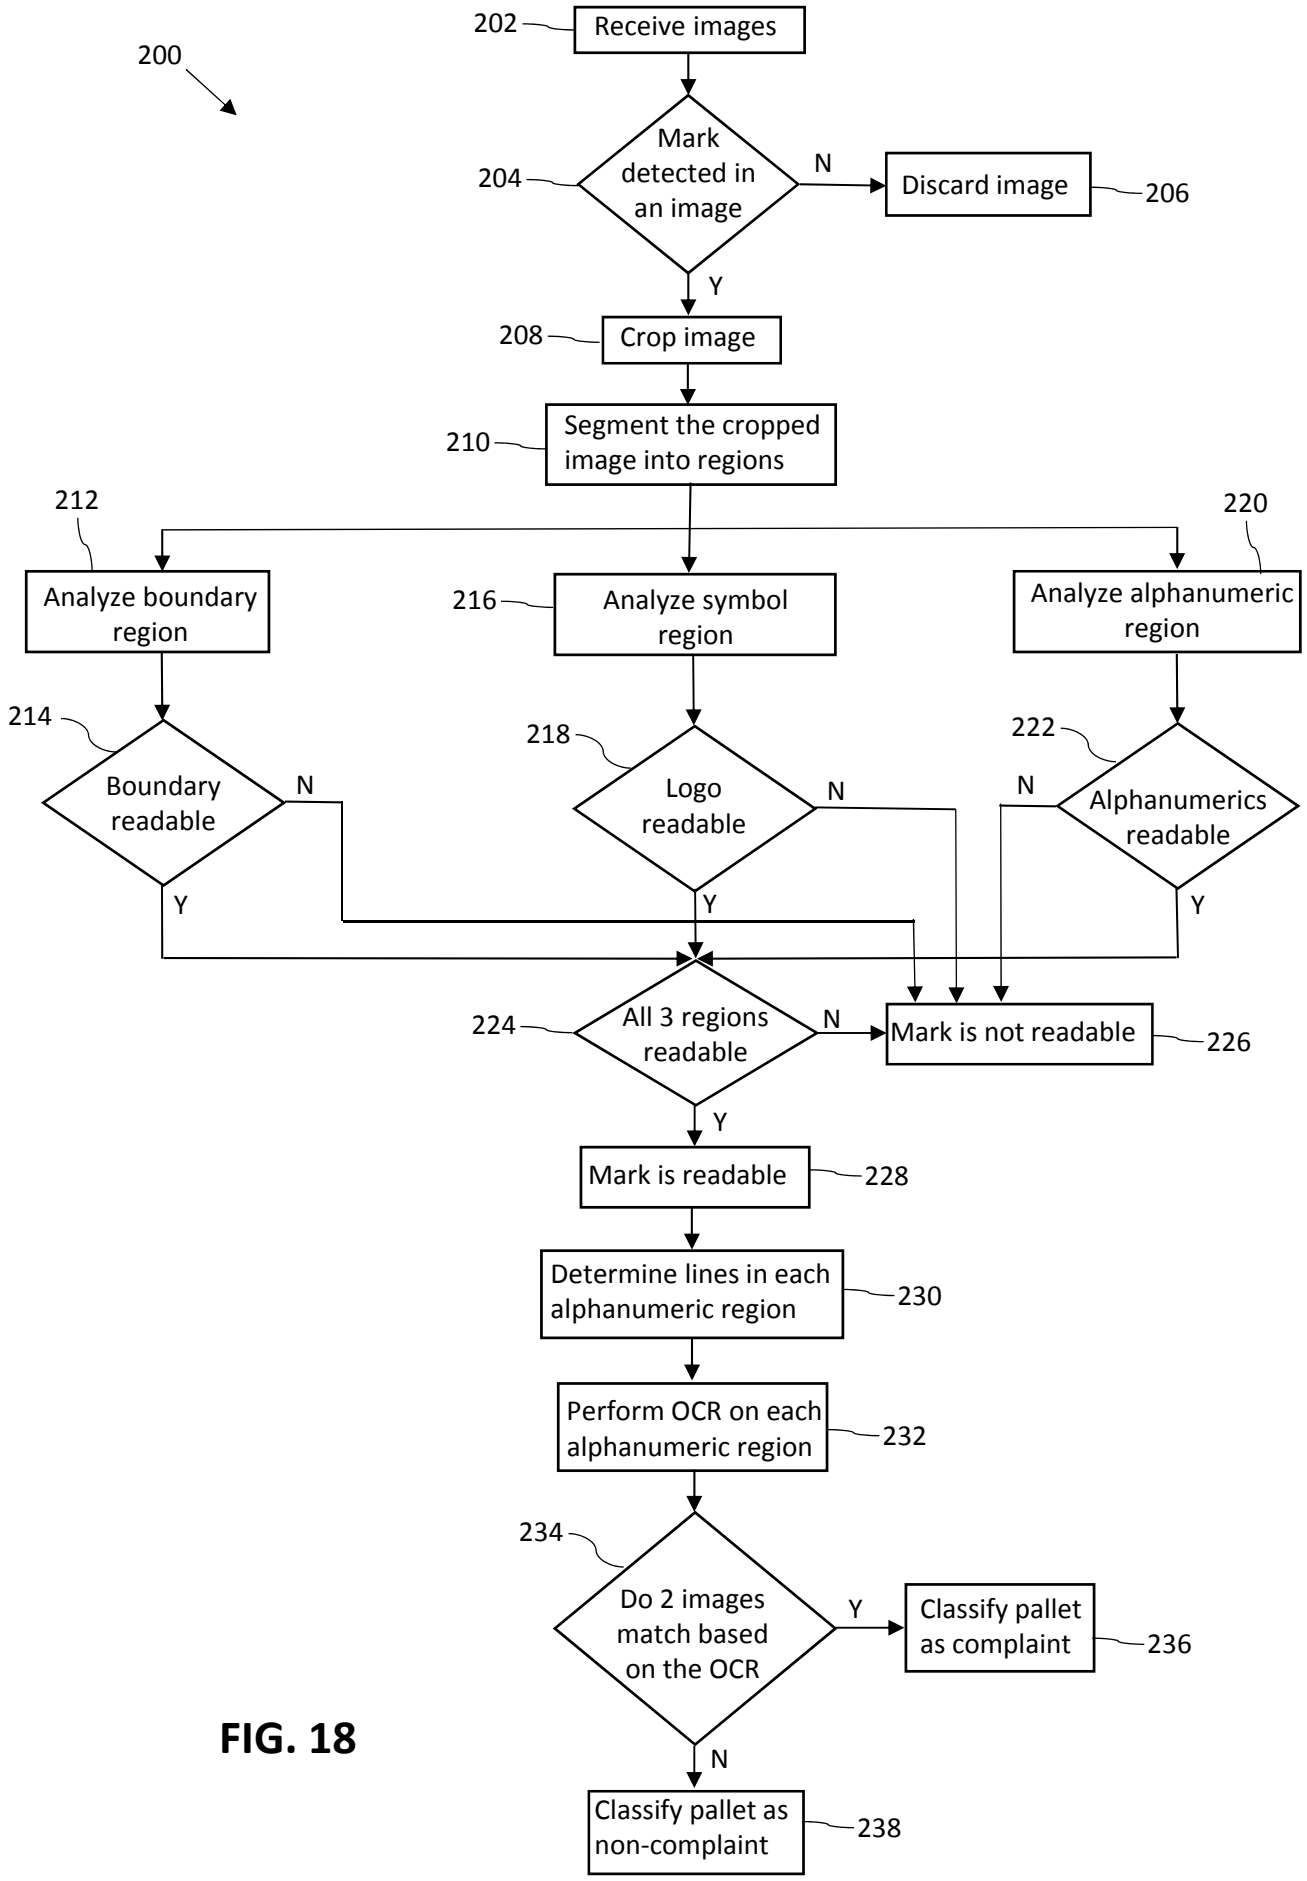 200
202
Receive images
204
Mark
detected in
an image
N
Discard image
206
Y
208
Crop image
210
Segment the cropped
image into regions
212
Analyze boundary
region
216
Analyze symbol
region
220
Analyze alphanumeric
region
214
Boundary
readable
N
Y
218
Logo
readable
N
Y
222
Alphanumerics
readable
N
Y
224
All 3 regions
readable
N
Mark is not readable
226
Y
Mark is readable
228
Determine lines in each
alphanumeric region
230
Perform OCR on each
alphanumeric region
232
234
Do 2 images
match based
on the OCR
Y
Classify pallet
as complaint
236
N
Classify pallet as
non-complaint
238
FIG. 18